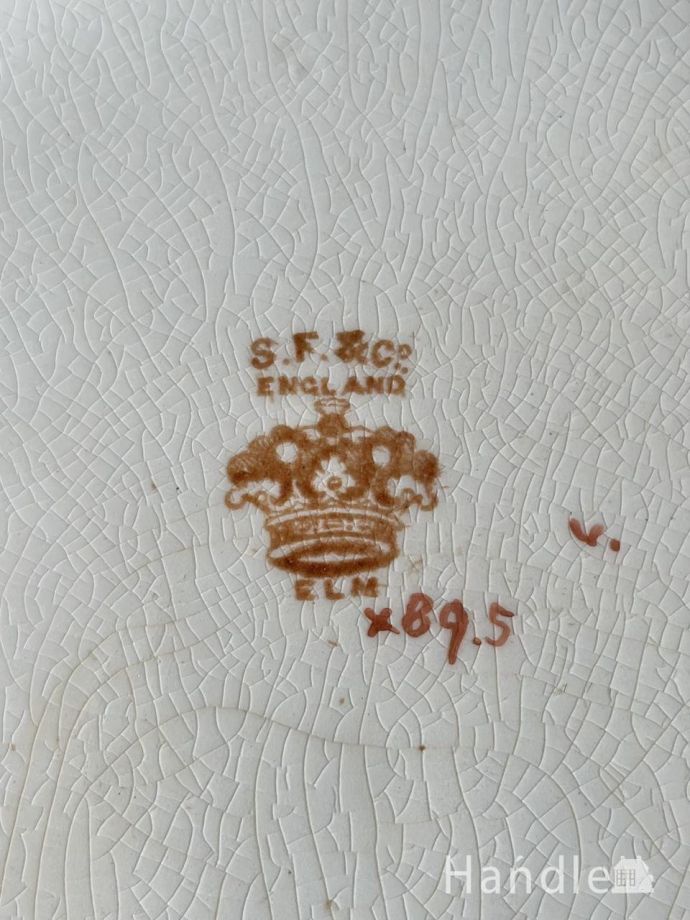 S. F. & Co.
ENGLAND
ELM
v.
x89.5
Handle